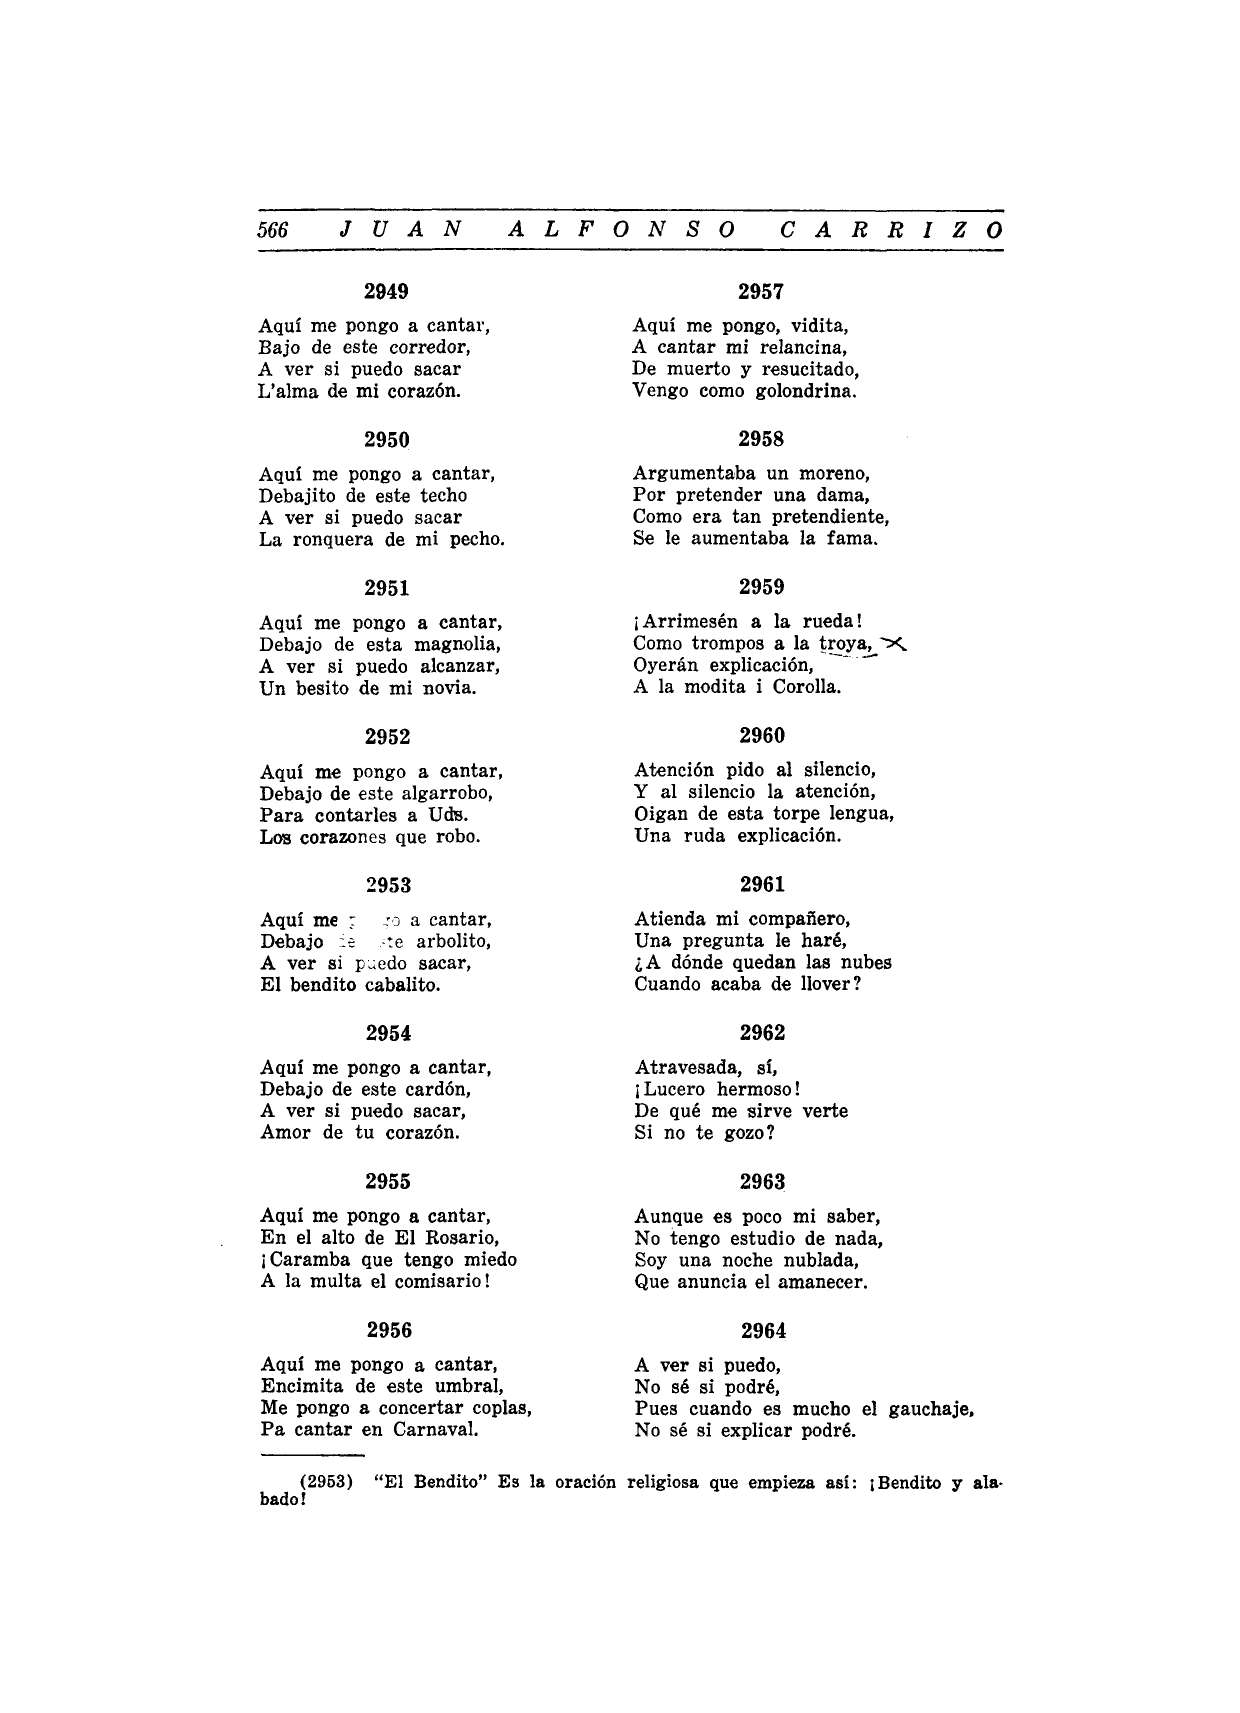 566 JUAN ALFONSO CARRIZO
2949
Aquí me pongo a cantar,
Bajo de este corredor,
A ver si puedo sacar
L'alma de mi corazón.
2950
Aquí me pongo a cantar,
Debajito de este techo
A ver si puedo sacar
La ronquera de mi pecho.
2951
Aquí me pongo a cantar,
Debajo de esta magnolia,
A ver si puedo alcanzar,
Un besito de mi novia.
2952
Aquí me pongo a cantar,
Debajo de este algarrobo,
Para contarles a Uds.
Los corazones que robo.
2953
Aquí me a cantar,
Debajo arbolito,
A ver si puedo sacar,
El bendito cabalito.
2954
Aquí me pongo a cantar,
Debajo de este cardón,
A ver si puedo sacar,
Amor de tu corazón.
2955
Aquí me pongo a cantar,
En el alto de El Rosario,
¡Caramba que tengo miedo
A la multa el comisario!
2956
Aquí me pongo a cantar,
Encimita de este umbral,
Me pongo a concertar coplas,
Pa cantar en Carnaval.
2957
Aquí me pongo, vidita,
A cantar mi relancina,
De muerto y resucitado,
Vengo como golondrina.
2958
Argumentaba un moreno,
Por pretender una dama,
Como era tan pretendiente,
Se le aumentaba la fama.
2959
¡Arrimesén a la rueda!
Como trompos a la troya,
Oyerán explicación,
A la modita i Corolla.
2960
Atención pido al silencio,
Y al silencio la atención,
Oigan de esta torpe lengua,
Una ruda explicación.
2961
Atienda mi compañero,
Una pregunta le haré,
¿A dónde quedan las nubes
Cuando acaba de llover?
2962
Atravesada, sí,
¡Lucero hermoso!
De qué me sirve verte
Si no te gozo?
2963
Aunque es poco mi saber,
No tengo estudio de nada,
Soy una noche nublada,
Que anuncia el amanecer.
2964
A ver si puedo,
No sé si podré,
Pues cuando es mucho el gauchaje,
No sé si explicar podré.
(2953) "El Bendito" Es la oración religiosa que empieza así: ¡Bendito y ala-
bado!